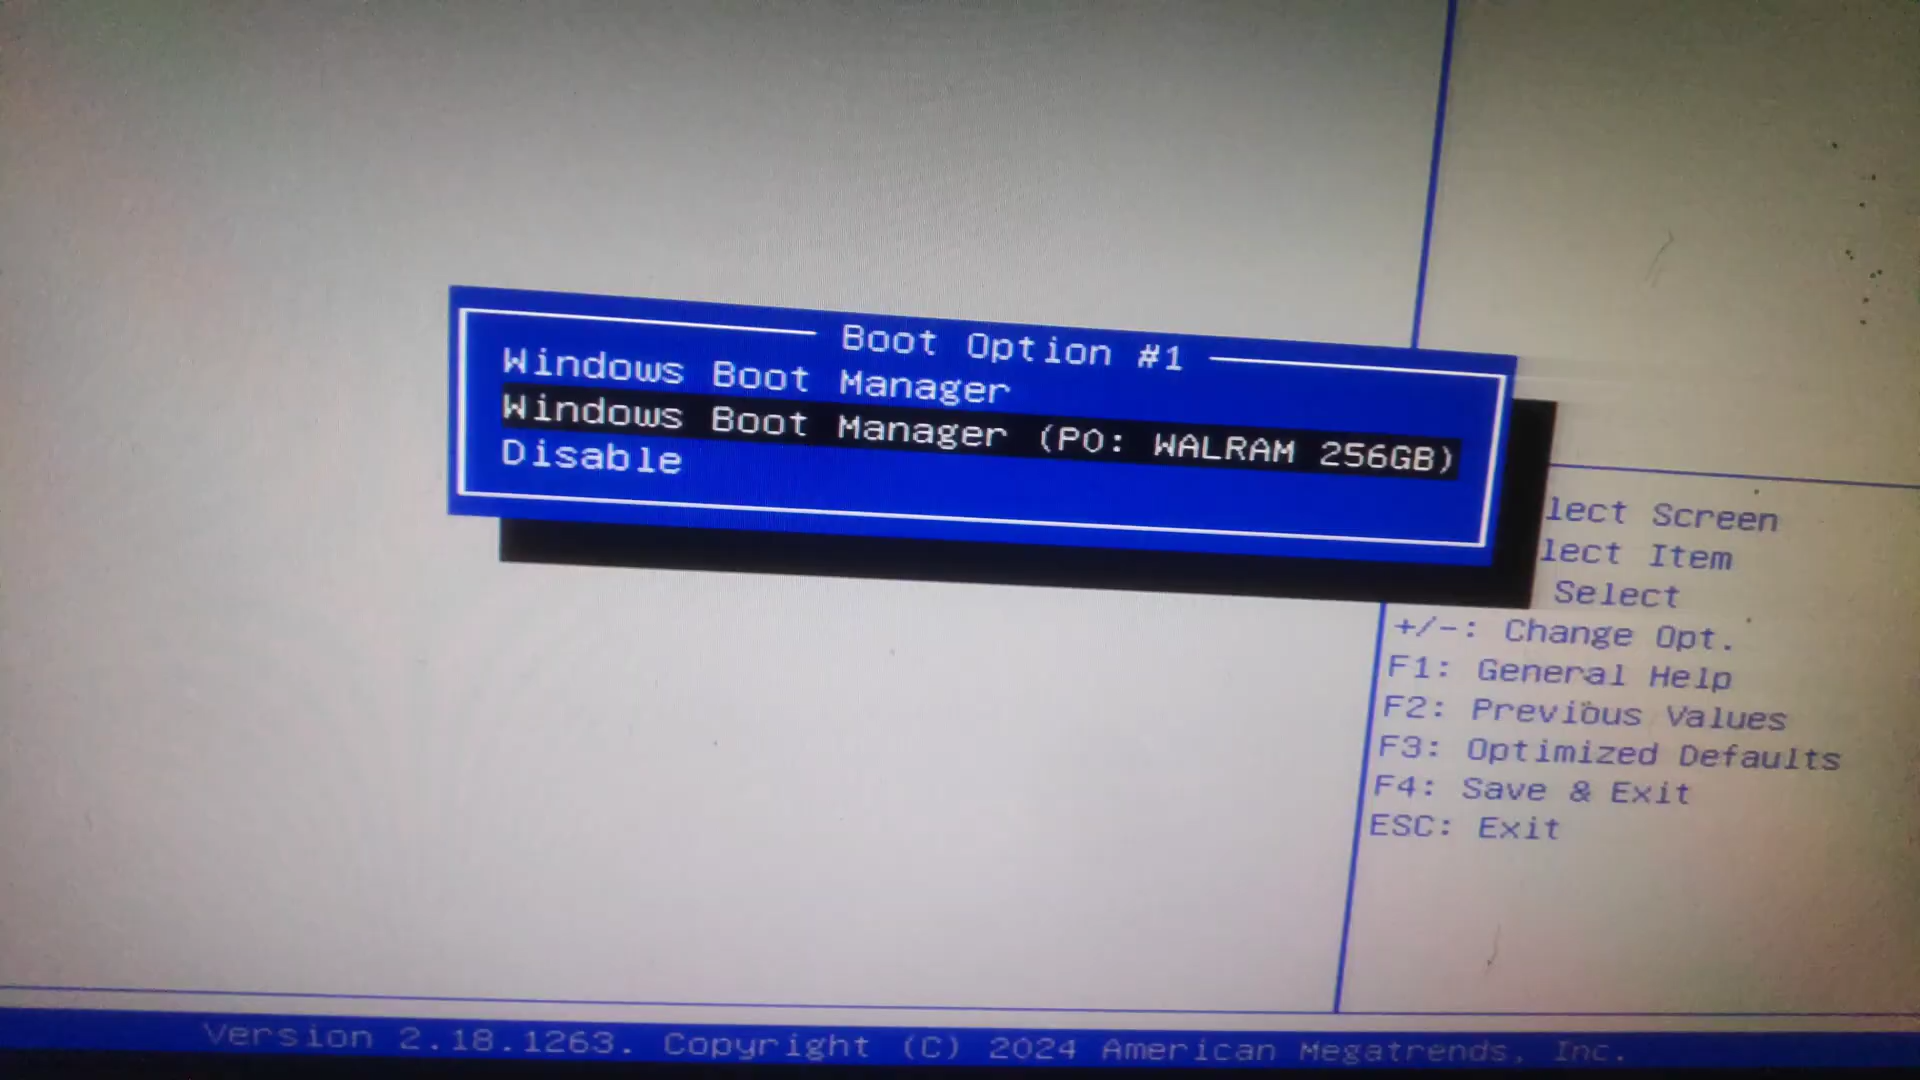 Boot Option #1
Windows Boot Manager
Windows Boot Manager (P0: WALRAM 256GB)
Disable
lect Screen
lect Item
Select
+/-: Change Opt.
F1: General Help
F2: Previous Values
F3: Optimized Defaults
F4: Save & Exit
ESC: Exit
Version 2.18.1263. Copyright (C) 2024 American Megatrends, Inc.